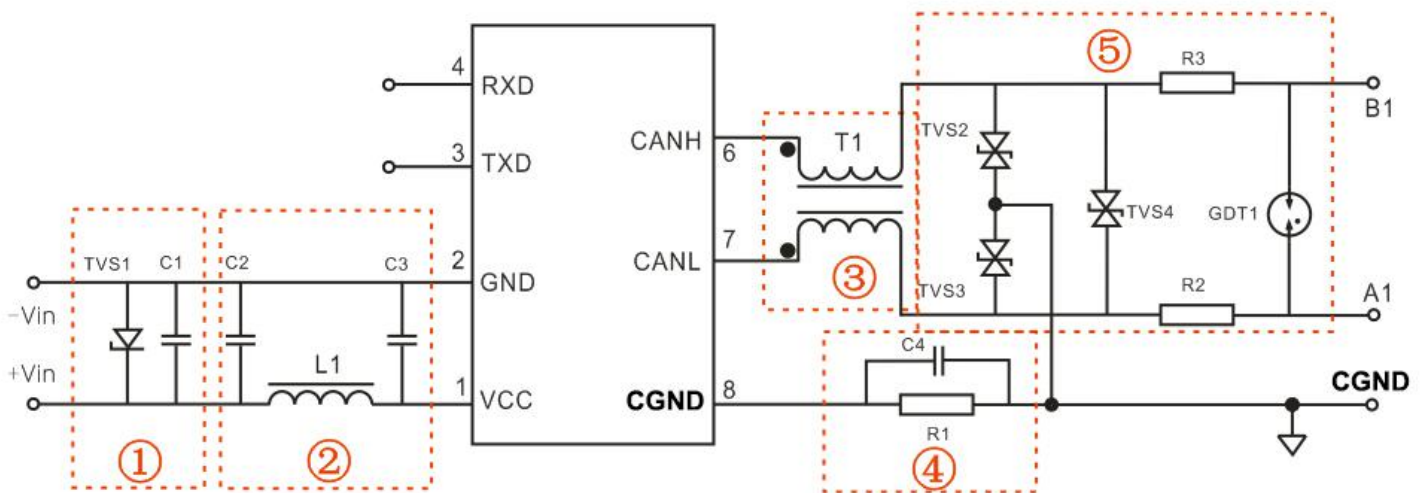 ⑤
R3
4
RXD
B1
TVS2
T1
CANH
6
3
TXD
TVS4
GDT1
7
CANL
③
TVS1
C1
C2
C3
2
GND
TVS3
R2
A1
-Vin
C4
+Vin
L1
1
VCC
CGND
8
CGND
R1
①
②
④